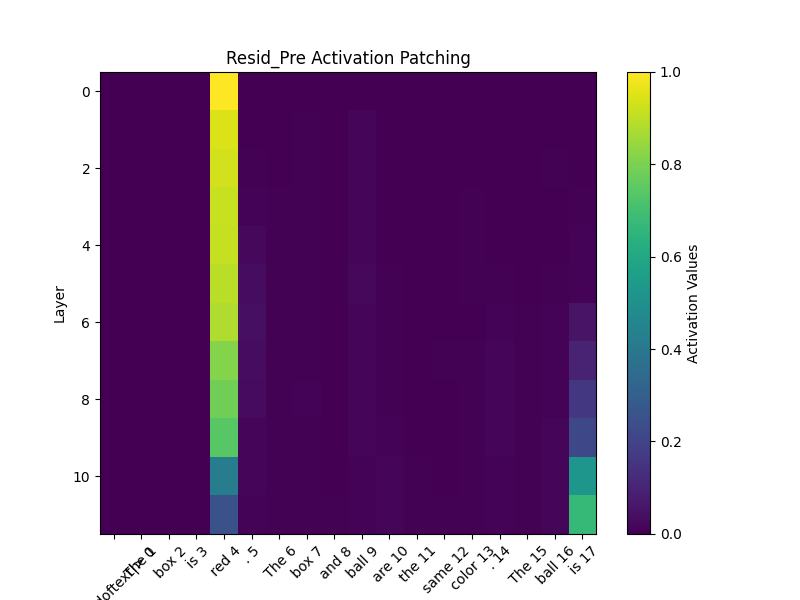 Resid_Pre Activation Patching
0
2
4
6
8
10
Layer
The 1
box 2
is 3
red 4
. 5
The 6
box 7
and 8
ball 9
are 10
the 11
same 12
color 13
. 14
The 15
ball 16
is 17
1.0
0.8
0.6
0.4
0.2
0.0
Activation Values